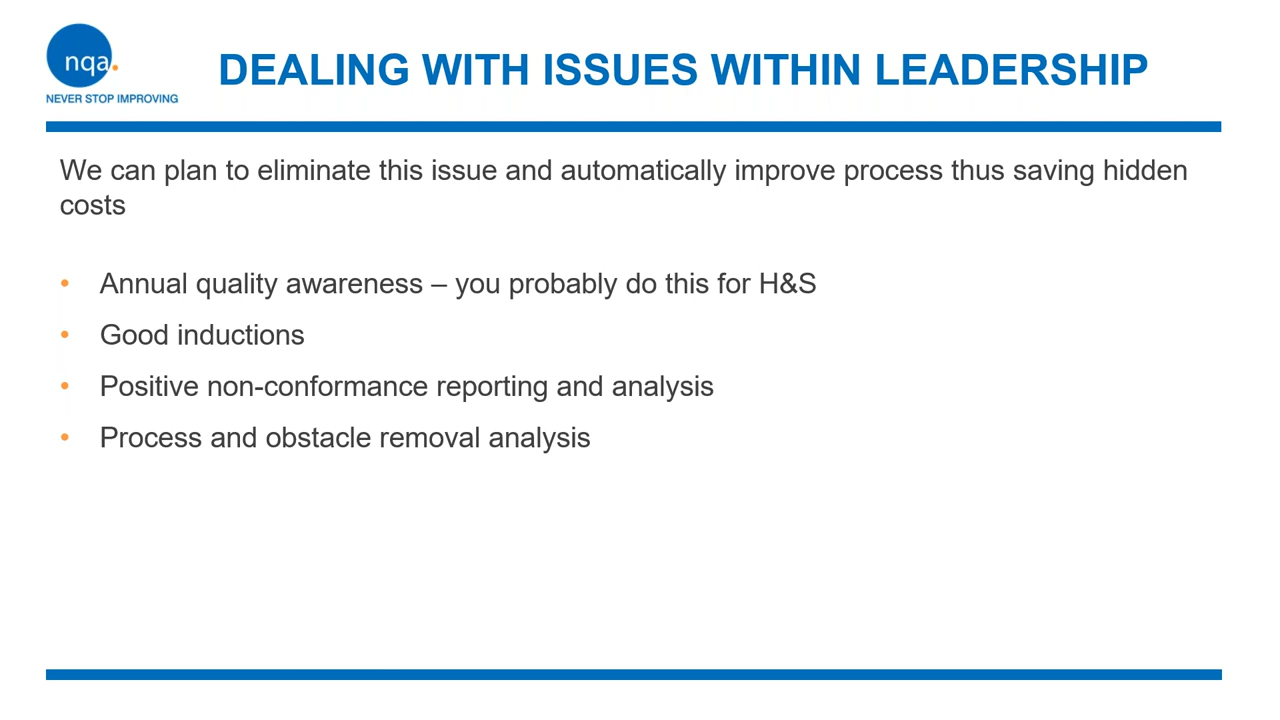 nqa.
NEVER STOP IMPROVING
DEALING WITH ISSUES WITHIN LEADERSHIP
We can plan to eliminate this issue and automatically improve process thus saving hidden
costs
• Annual quality awareness – you probably do this for H&S
• Good inductions
• Positive non-conformance reporting and analysis
• Process and obstacle removal analysis